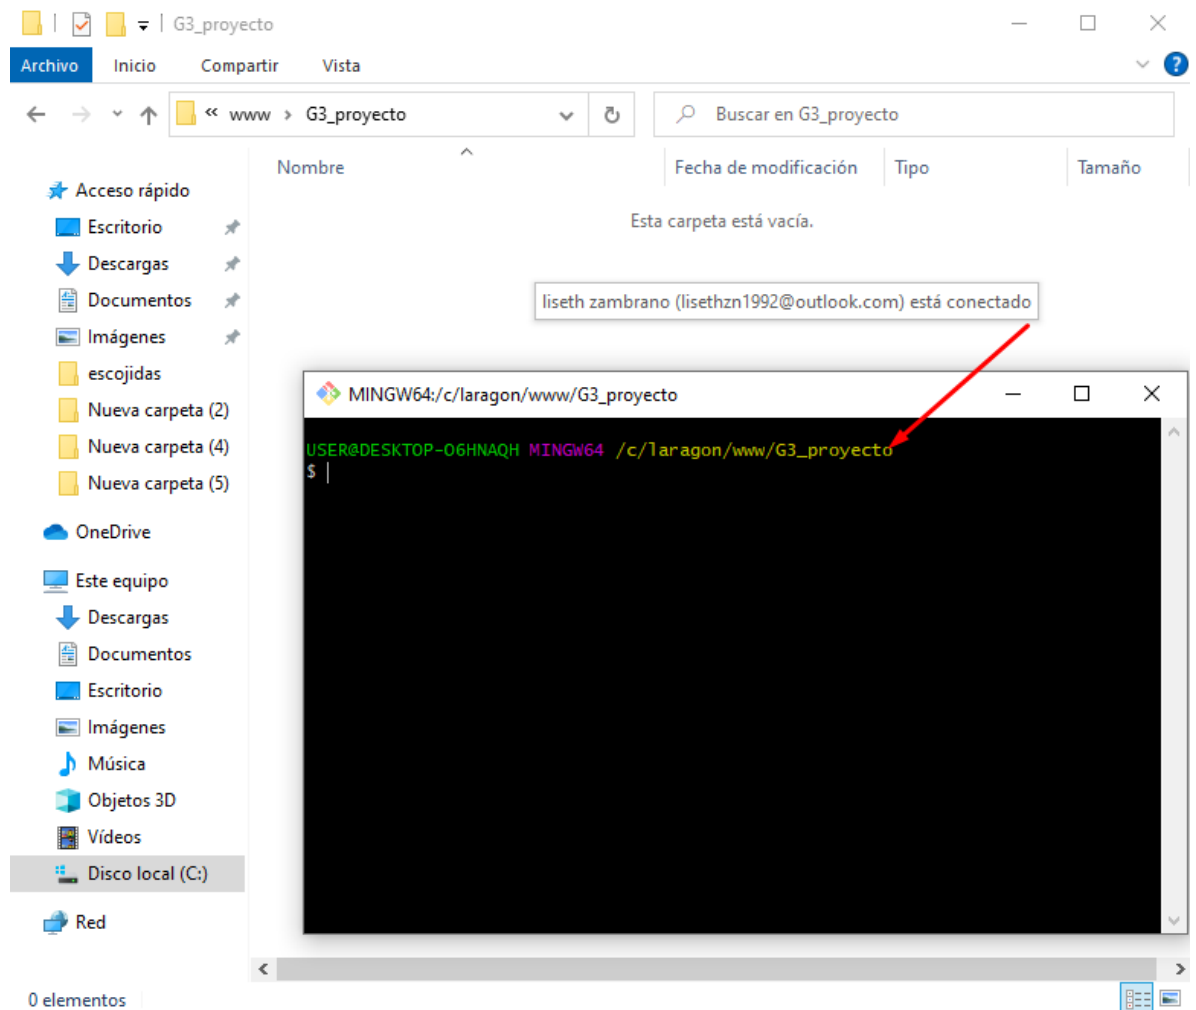 G3_proyecto
Archivo Inicio Compartir Vista
« www › G3_proyecto
Buscar en G3_proyecto
Nombre Fecha de modificación Tipo Tamaño
Esta carpeta está vacía.
Acceso rápido
Escritorio
Descargas
Documentos
Imágenes
escojidas
Nueva carpeta (2)
Nueva carpeta (4)
Nueva carpeta (5)
OneDrive
Este equipo
Descargas
Documentos
Escritorio
Imágenes
Música
Objetos 3D
Vídeos
Disco local (C:)
Red
liseth zambrano (lisethzn1992@outlook.com) está conectado
MINGW64:/c/laragon/www/G3_proyecto
USER@DESKTOP-O6HNAQH MINGW64 /c/laragon/www/G3_proyecto
$
0 elementos